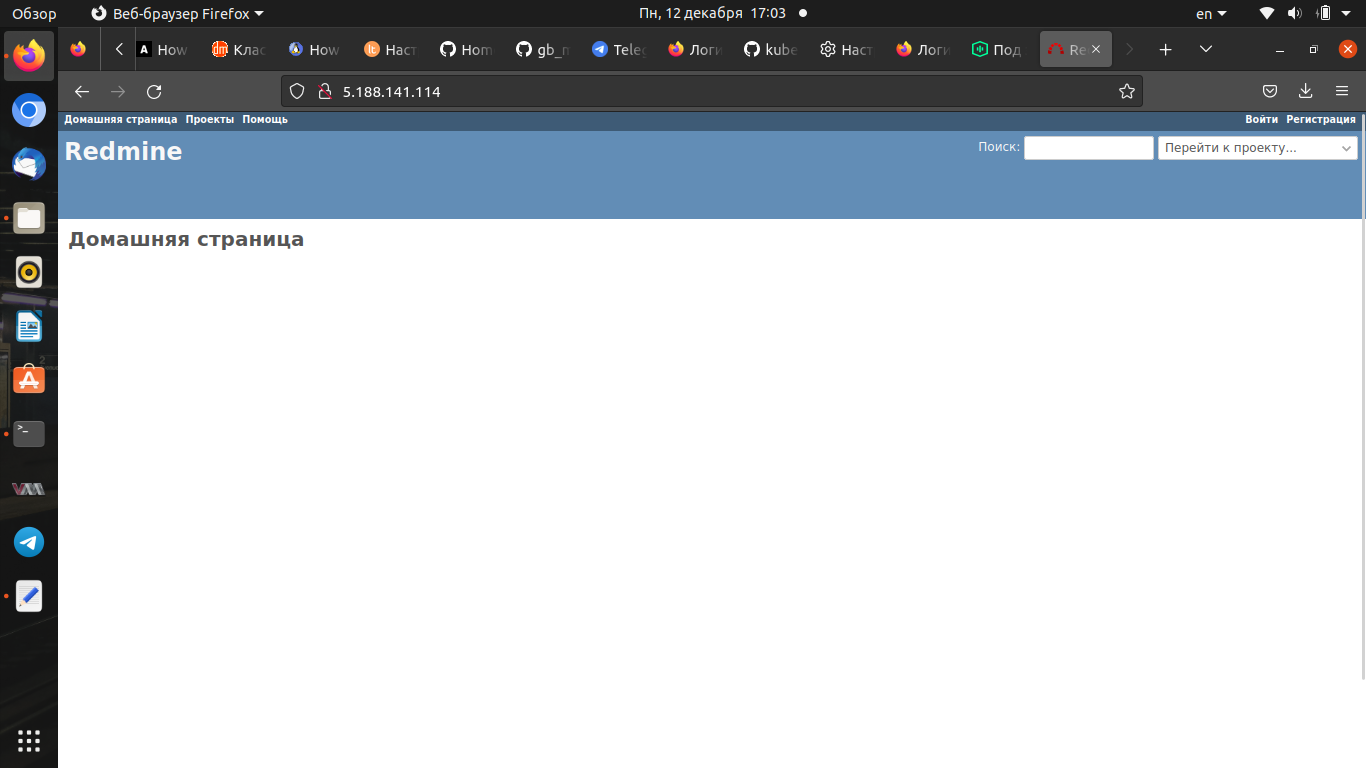 Обзор Веб-браузер Firefox Пн, 12 декабря 17:03 en
How Клас How Наст Hom gb_m Teleg Логи kube Наст Логи Под Re
5.188.141.114
Домашняя страница Проекты Помощь Войти Регистрация
Redmine Поиск: Перейти к проекту...
Домашняя страница